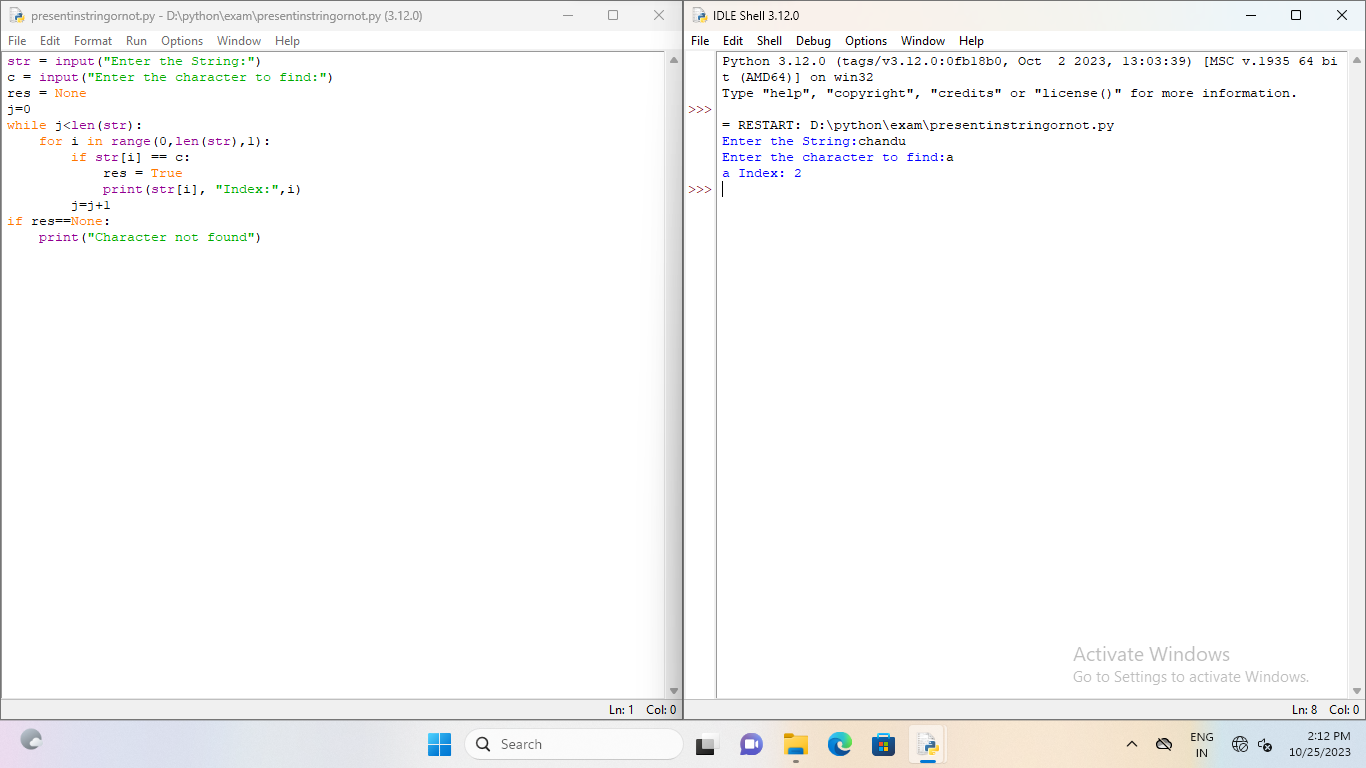 presentinstringornot.py - D:\python\exam\presentinstringornot.py (3.12.0)
File Edit Format Run Options Window Help
str = input("Enter the String:")
c = input("Enter the character to find:")
res = None
j=0
while j<len(str):
    for i in range(0,len(str),1):
        if str[i] == c:
            res = True
            print(str[i], "Index:",i)
        j=j+1
if res==None:
    print("Character not found")
Ln: 1 Col: 0
IDLE Shell 3.12.0
File Edit Shell Debug Options Window Help
Python 3.12.0 (tags/v3.12.0:0fb18b0, Oct  2 2023, 13:03:39) [MSC v.1935 64 bi
t (AMD64)] on win32
Type "help", "copyright", "credits" or "license()" for more information.
>>>
= RESTART: D:\python\exam\presentinstringornot.py
Enter the String:chandu
Enter the character to find:a
a Index: 2
>>>
Activate Windows
Go to Settings to activate Windows.
Ln: 8 Col: 0
Search
ENG
IN
2:12 PM
10/25/2023